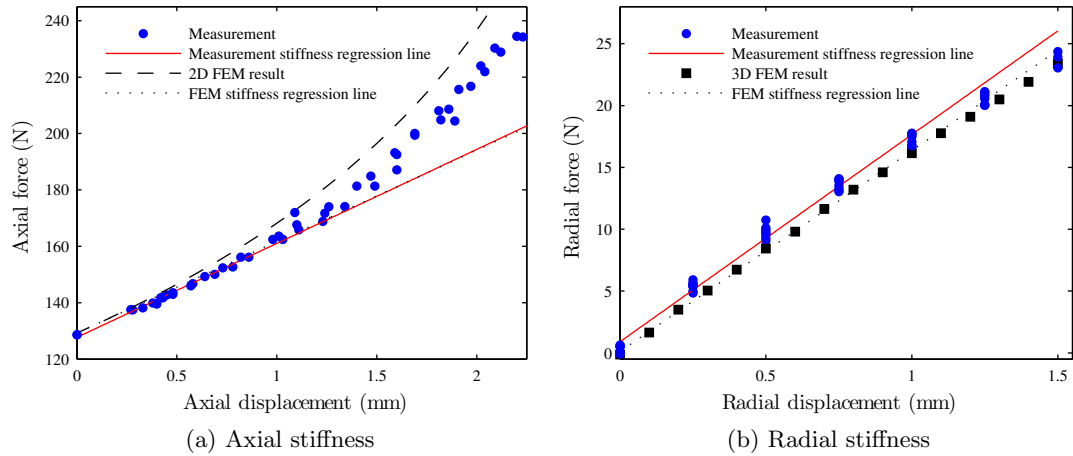 240
220
200
180
160
140
120
0
0.5
1
1.5
2
Axial force (N)
Axial displacement (mm)
Measurement
Measurement stiffness regression line
2D FEM result
FEM stiffness regression line
(a) Axial stiffness
25
20
15
10
5
0
0
0.5
1
1.5
Radial force (N)
Radial displacement (mm)
Measurement
Measurement stiffness regression line
3D FEM result
FEM stiffness regression line
(b) Radial stiffness